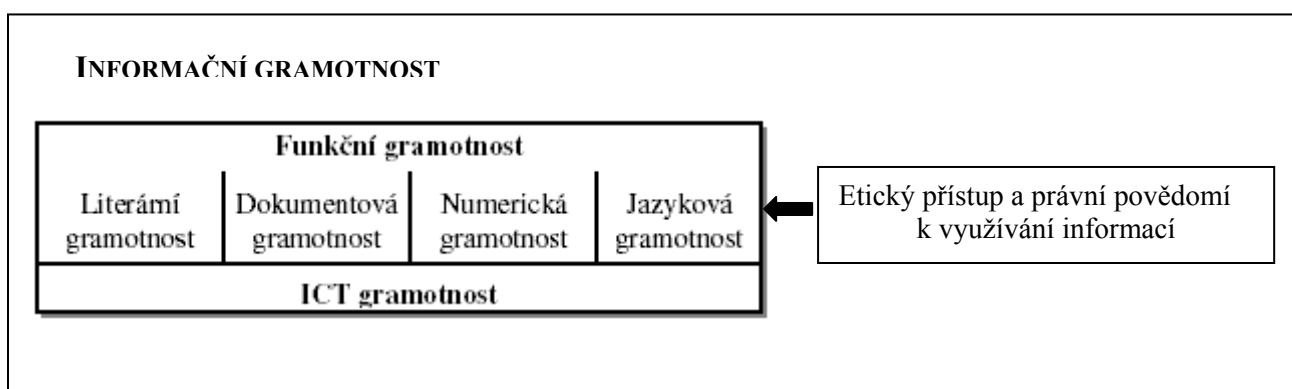 INFORMAČNÍ GRAMOTNOST
Funkční gramotnost
Literární
gramotnost
Dokumentová
gramotnost
Numerická
gramotnost
Jazyková
gramotnost
ICT gramotnost
Etický přístup a právní povědomí
k využívání informací